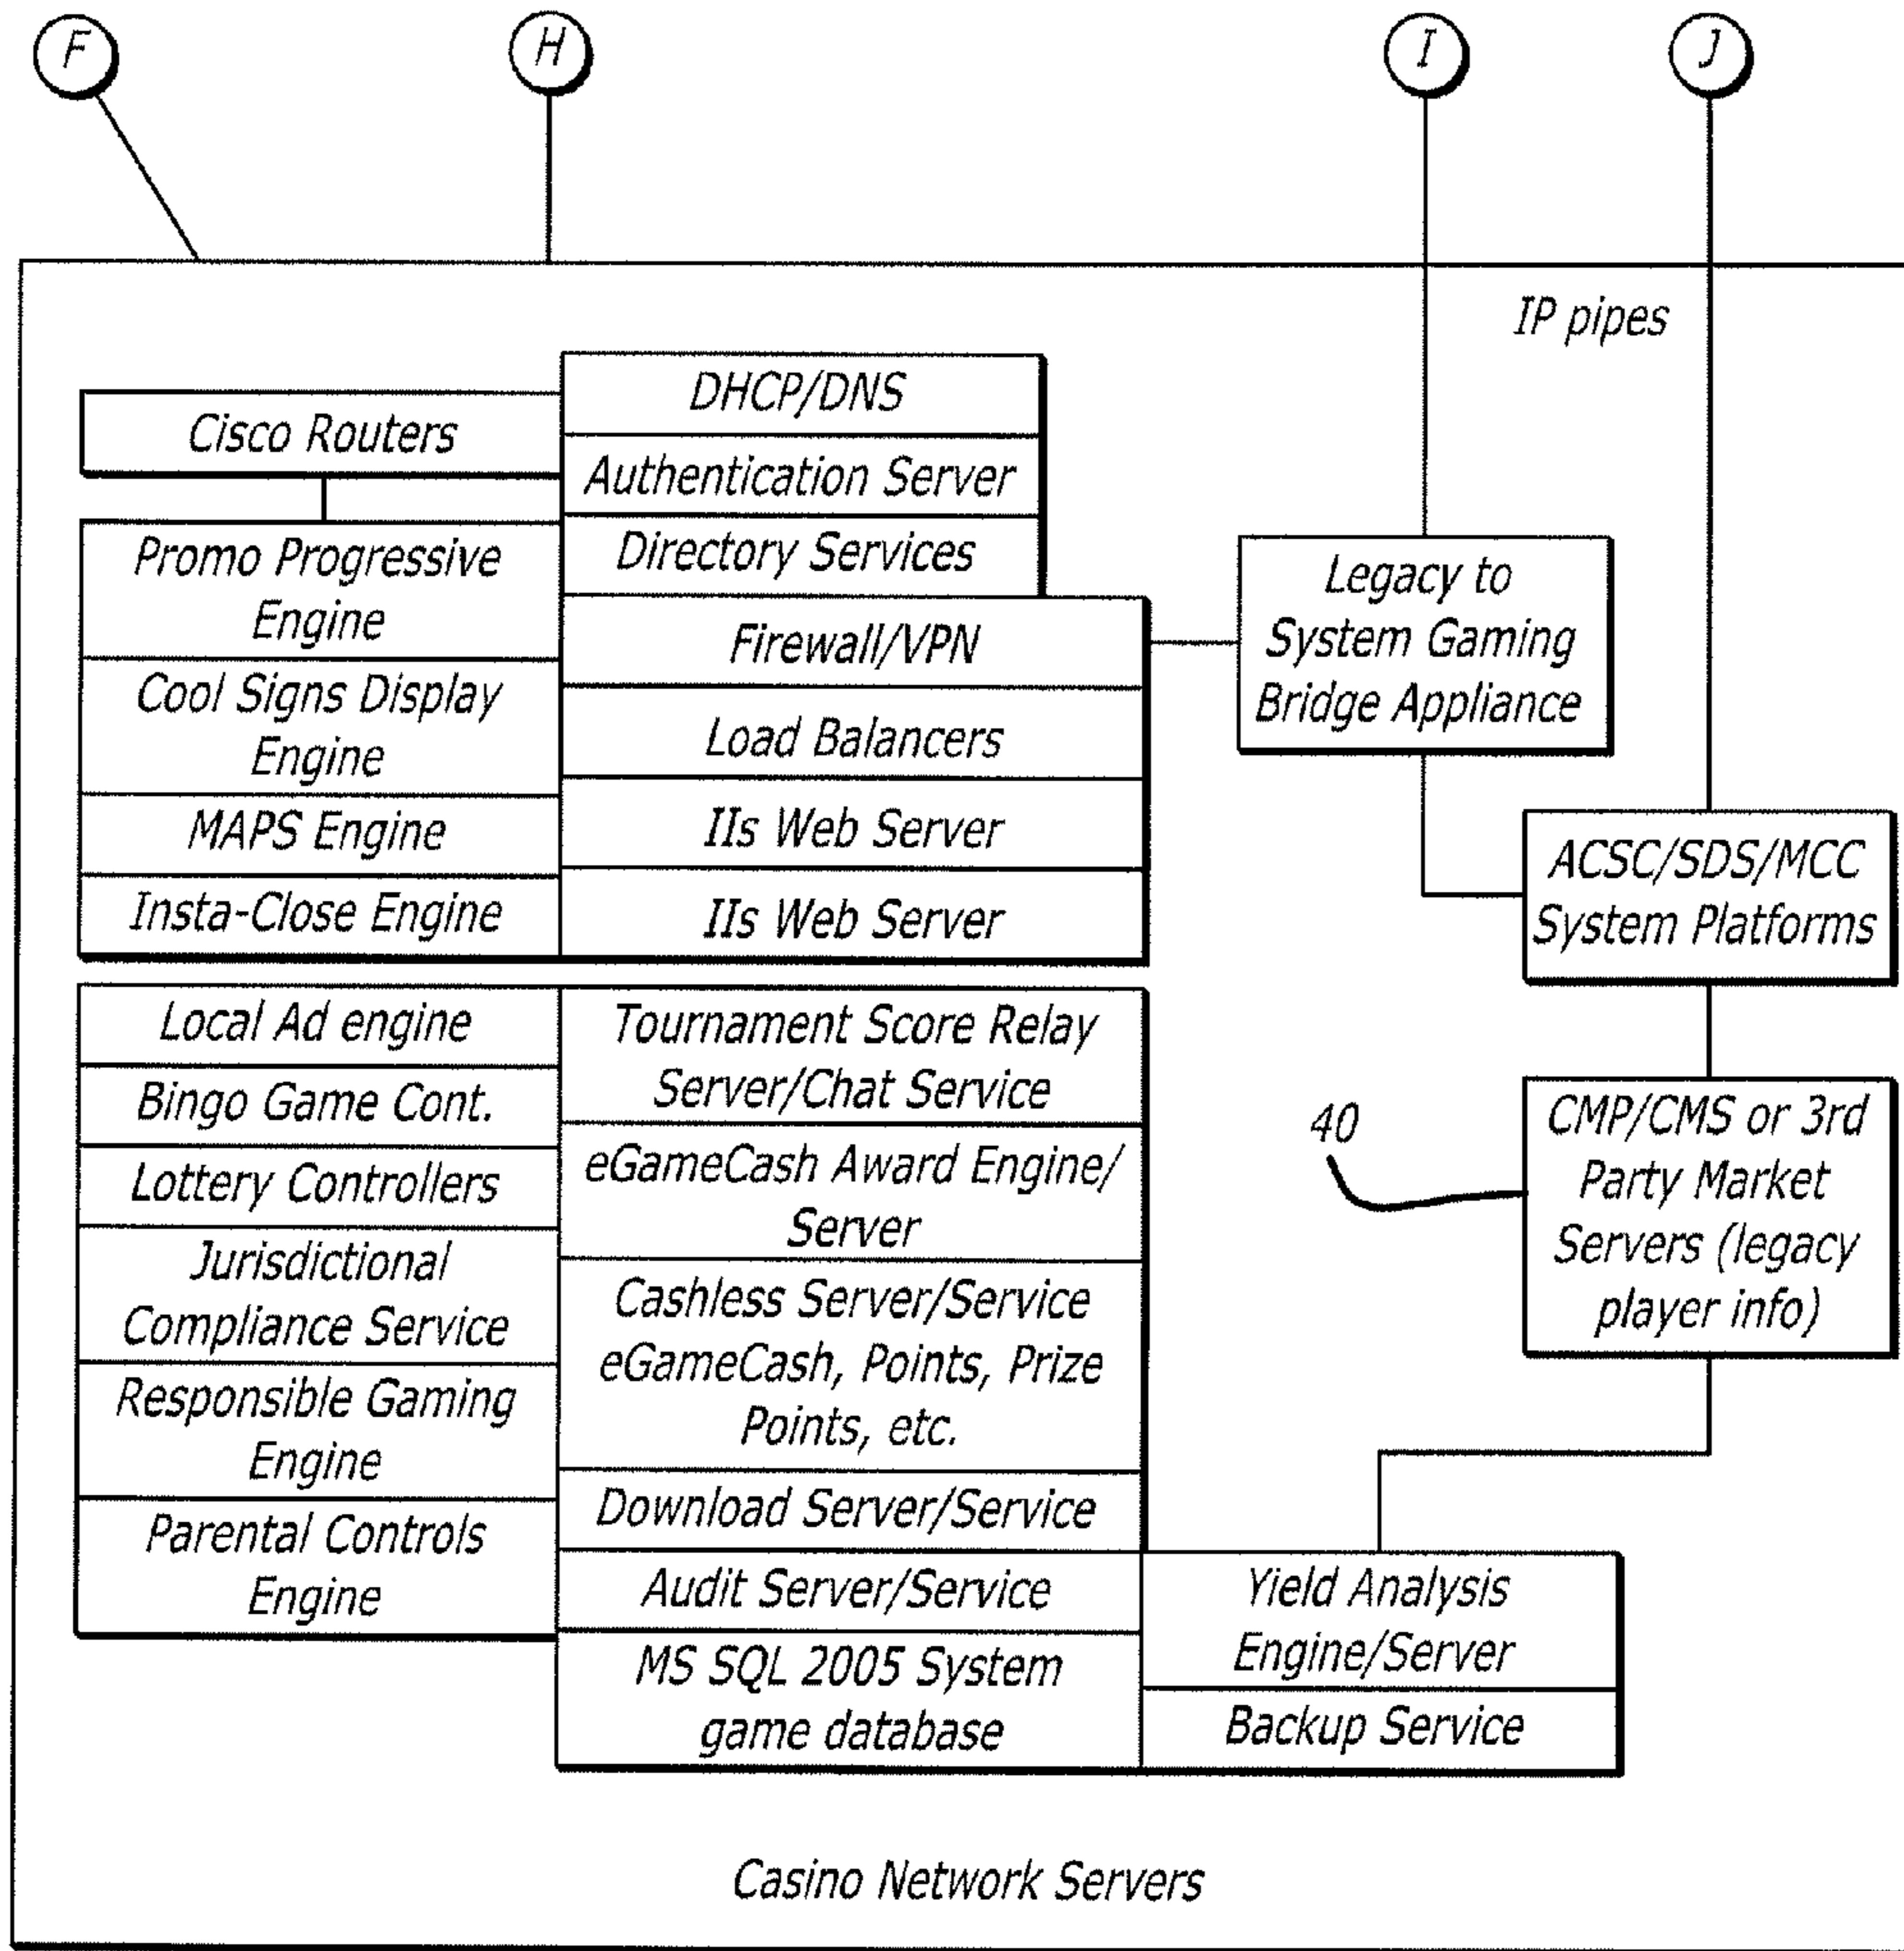 F
H
I
J
IP pipes
Cisco Routers
Promo Progressive
Engine
Cool Signs Display
Engine
MAPS Engine
Insta-Close Engine
DHCP/DNS
Authentication Server
Directory Services
Firewall/VPN
Load Balancers
IIs Web Server
IIs Web Server
Legacy to
System Gaming
Bridge Appliance
ACSC/SDS/MCC
System Platforms
Local Ad engine
Bingo Game Cont.
Lottery Controllers
Jurisdictional
Compliance Service
Responsible Gaming
Engine
Parental Controls
Engine
Tournament Score Relay
Server/Chat Service
eGameCash Award Engine/
Server
Cashless Server/Service
eGameCash, Points, Prize
Points, etc.
Download Server/Service
Audit Server/Service
MS SQL 2005 System
game database
40
CMP/CMS or 3rd
Party Market
Servers (legacy
player info)
Yield Analysis
Engine/Server
Backup Service
Casino Network Servers